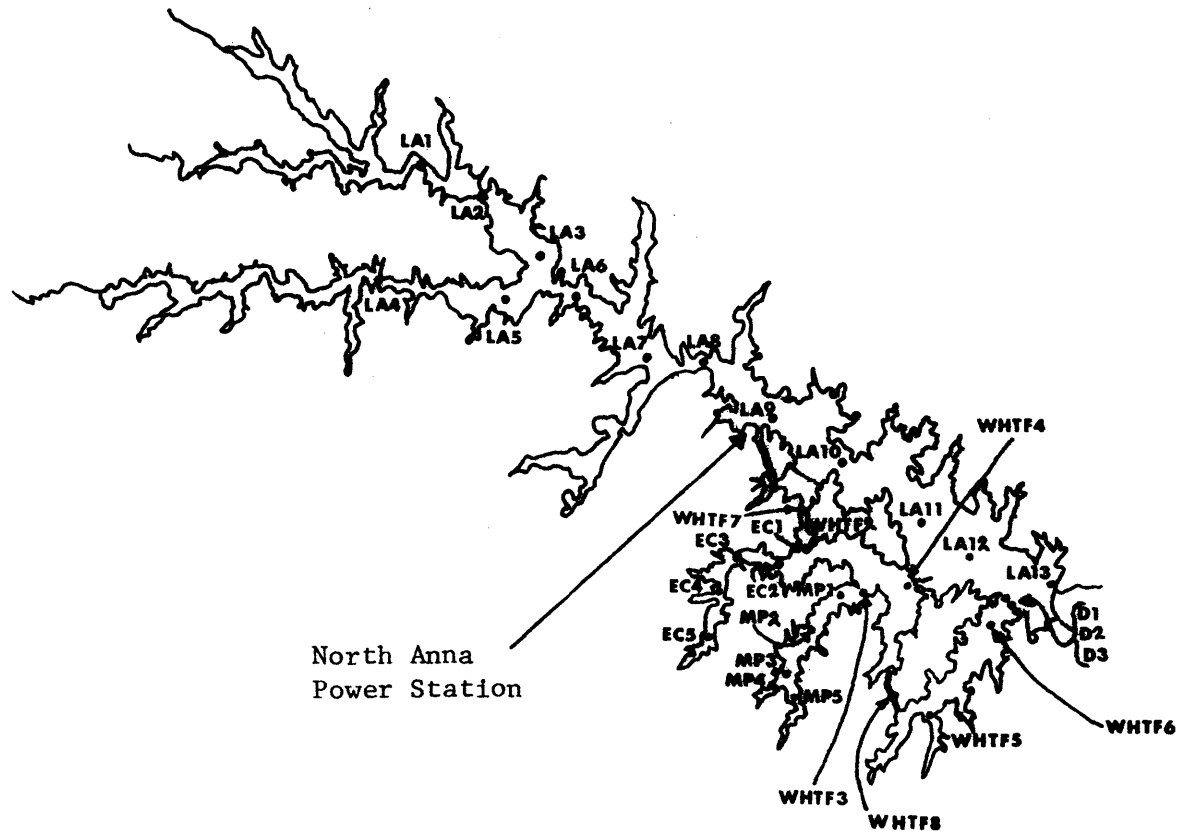 LA1
LA2
LA3
LA6
LA4
LA5
LA7
LA8
LA9
WHTF4
LA10
LA11
WHTF7
EC1
EC3
LA12
LA13
EC4
EC2
MP1
MP2
D1
D2
D3
EC5
MP3
MP4
MP5
North Anna
Power Station
WHTF6
WHTF5
WHTF3
WHTF8